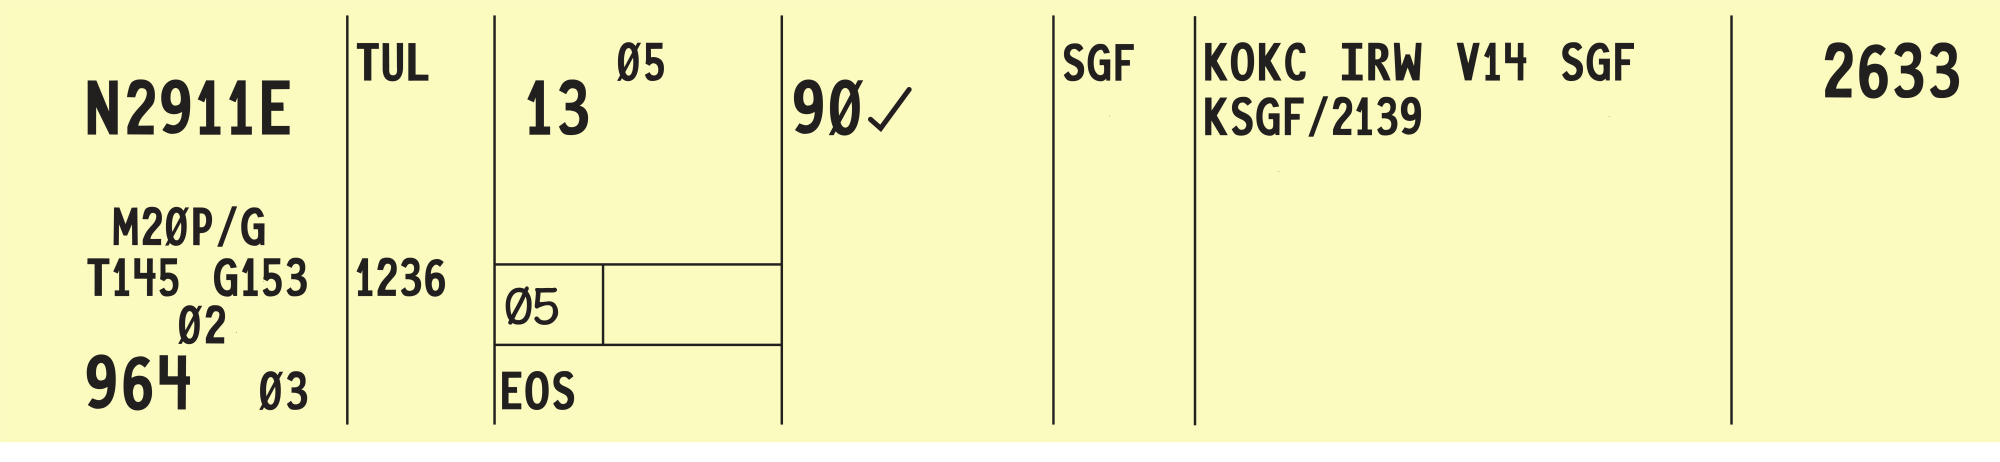 N2911E
M2ØP/G
T145 G153
Ø2
964 Ø3
TUL
1236
Ø5
13
Ø5
EOS
9Ø✓
SGF
KOKC IRW V14 SGF
KSGF/2139
2633